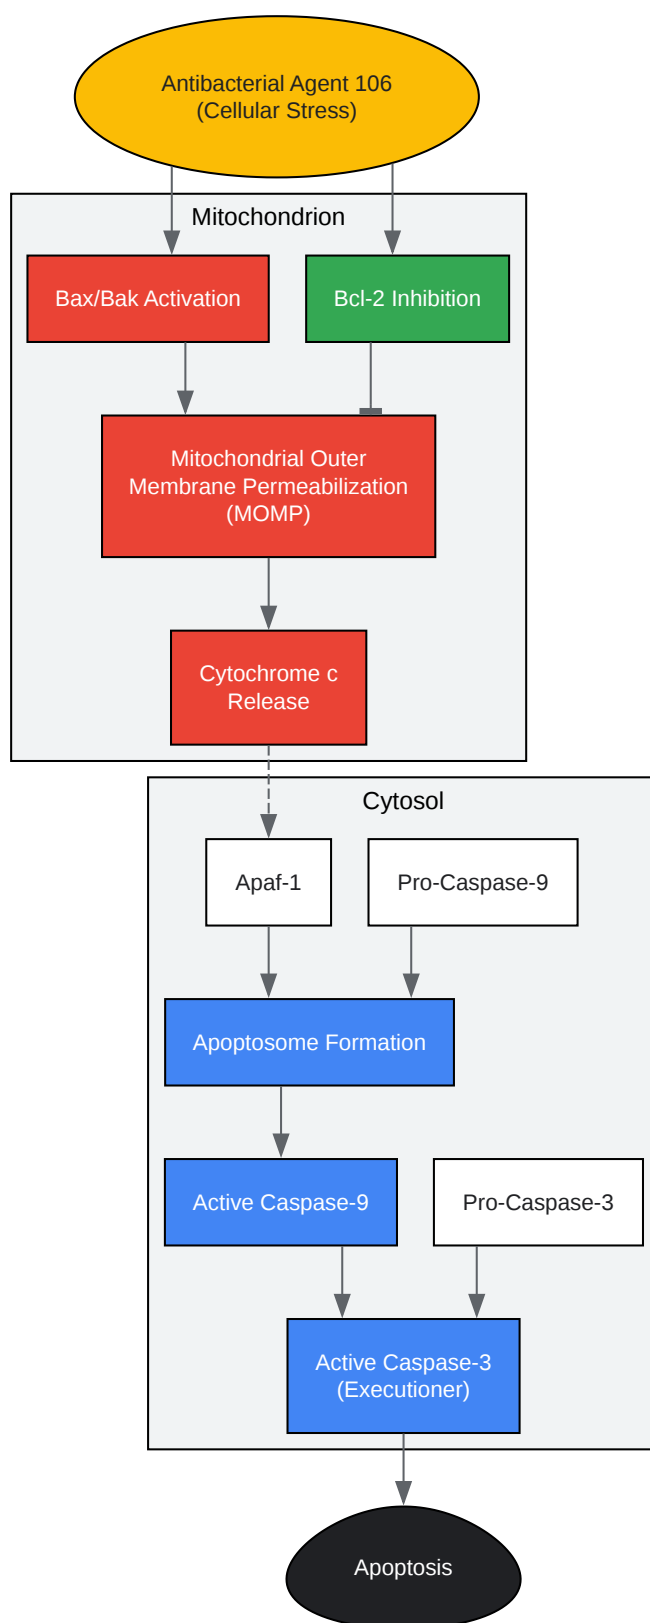 Antibacterial Agent 106
(Cellular Stress)
Mitochondrion
Bax/Bak Activation
Bcl-2 Inhibition
Mitochondrial Outer
Membrane Permeabilization
(MOMP)
Cytochrome c
Release
Cytosol
Apaf-1
Pro-Caspase-9
Apoptosome Formation
Active Caspase-9
Pro-Caspase-3
Active Caspase-3
(Executioner)
Apoptosis